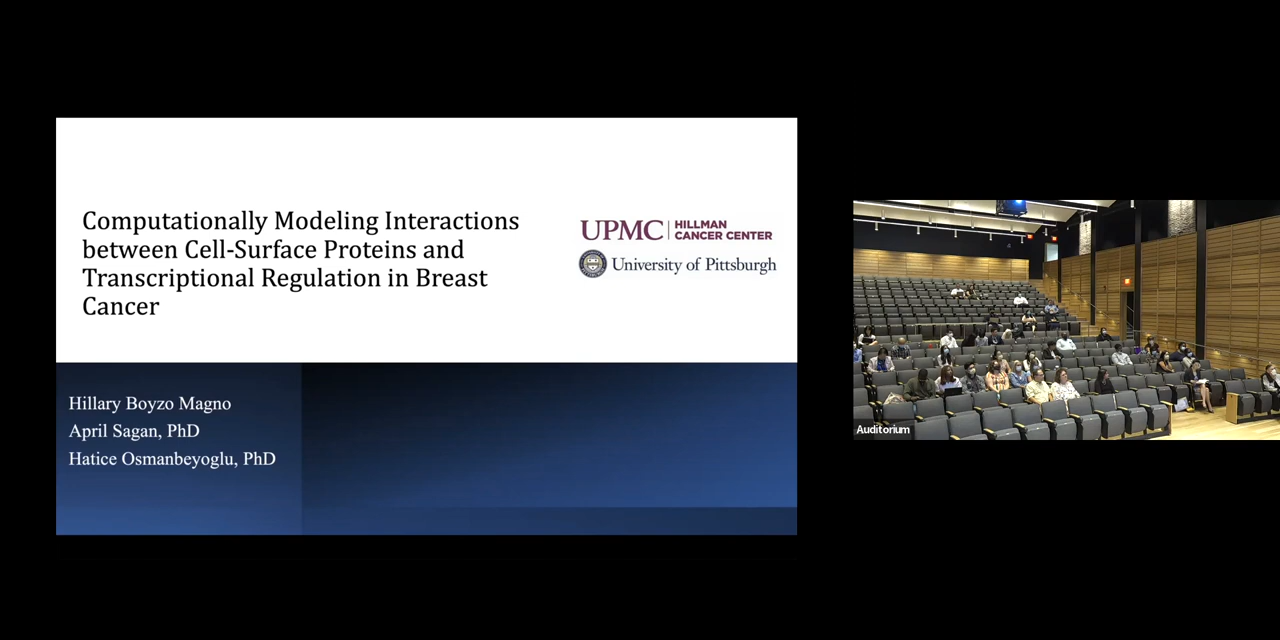 Computationally Modeling Interactions
between Cell-Surface Proteins and
Transcriptional Regulation in Breast
Cancer
UPMC HILLMAN
CANCER CENTER
University of Pittsburgh
Hillary Boyzo Magno
April Sagan, PhD
Hatice Osmanbeyoglu, PhD
Auditorium